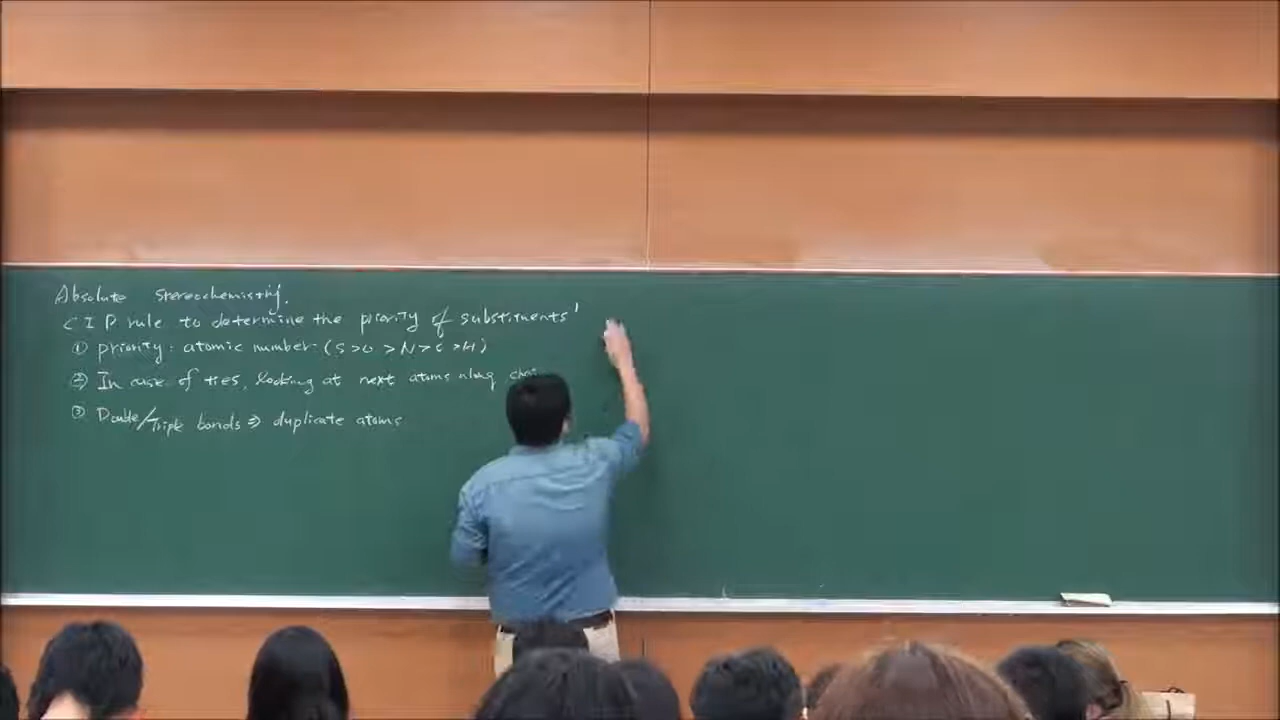 Absolute stereochemistry.
CIP rule to determine the priority of substituents'
① priority: atomic number (S>O>N>C>H)
② In case of ties, looking at next atoms along
③ Double/Triple bonds ⇒ duplicate atoms